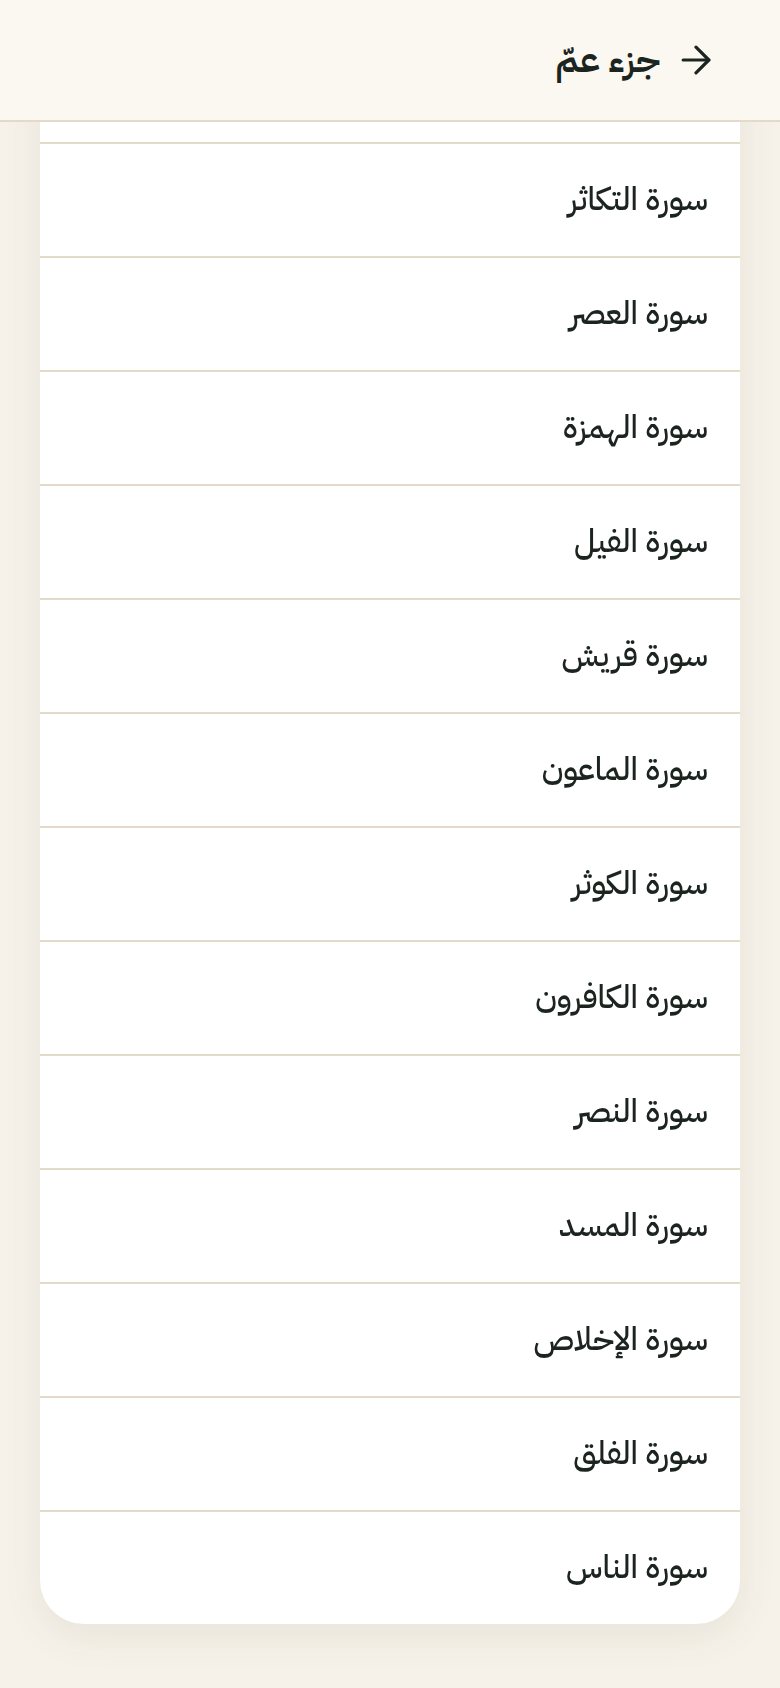 جزء عمّ
سورة التكاثر
سورة العصر
سورة الهمزة
سورة الفيل
سورة قريش
سورة الماعون
سورة الكوثر
سورة الكافرون
سورة النصر
سورة المسد
سورة الإخلاص
سورة الفلق
سورة الناس